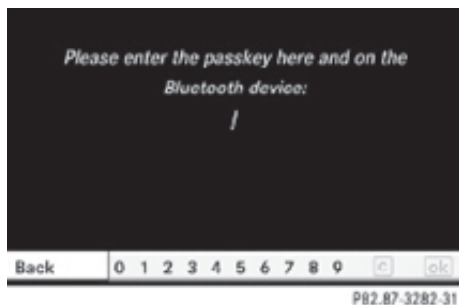 Please enter the passkey here and on the
Bluetooth device:
Back 0 1 2 3 4 5 6 7 8 9 C ok
P82.87-3282-31